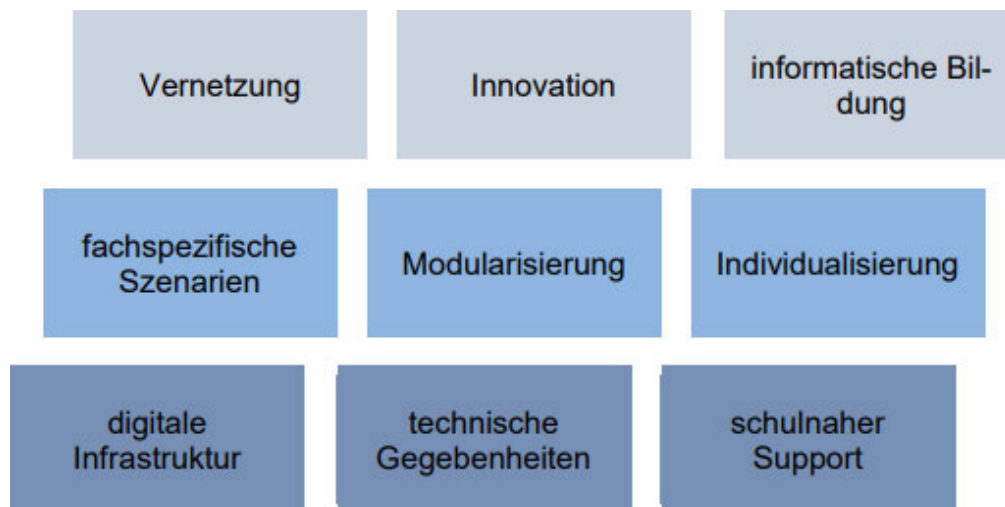 Vernetzung
Innovation
informatische Bil-
dung
fachspezifische
Szenarien
Modularisierung
Individualisierung
digitale
Infrastruktur
technische
Gegebenheiten
schulnaher
Support